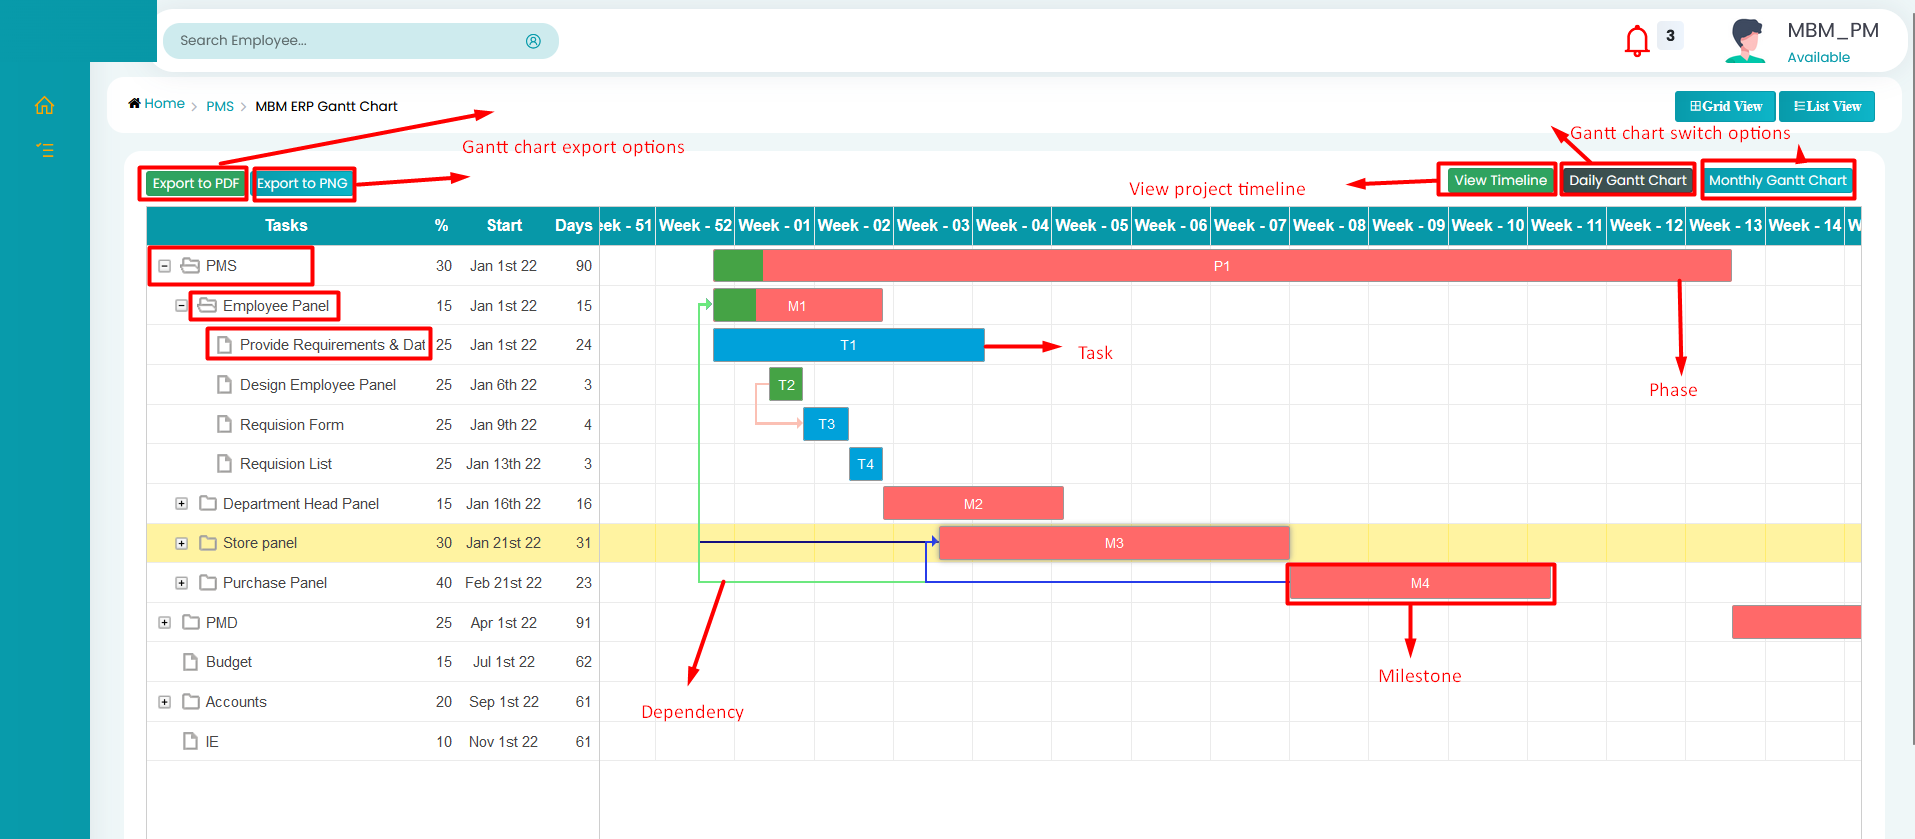 Search Employee...
3
MBM_PM
Available
Home > PMS > MBM ERP Gantt Chart
Grid View
List View
Gantt chart export options
Gantt chart switch options
Export to PDF
Export to PNG
View project timeline
View Timeline
Daily Gantt Chart
Monthly Gantt Chart
Tasks % Start Days eek - 51 Week - 52 Week - 01 Week - 02 Week - 03 Week - 04 Week - 05 Week - 06 Week - 07 Week - 08 Week - 09 Week - 10 Week - 11 Week - 12 Week - 13 Week - 14 W
PMS 30 Jan 1st 22 90 P1
Employee Panel 15 Jan 1st 22 15 M1
Provide Requirements & Dat 25 Jan 1st 22 24 T1
Task
Design Employee Panel 25 Jan 6th 22 3 T2
Phase
Requision Form 25 Jan 9th 22 4 T3
Requision List 25 Jan 13th 22 3 T4
Department Head Panel 15 Jan 16th 22 16 M2
Store panel 30 Jan 21st 22 31 M3
Purchase Panel 40 Feb 21st 22 23 M4
PMD 25 Apr 1st 22 91
Budget 15 Jul 1st 22 62
Milestone
Accounts 20 Sep 1st 22 61
Dependency
IE 10 Nov 1st 22 61